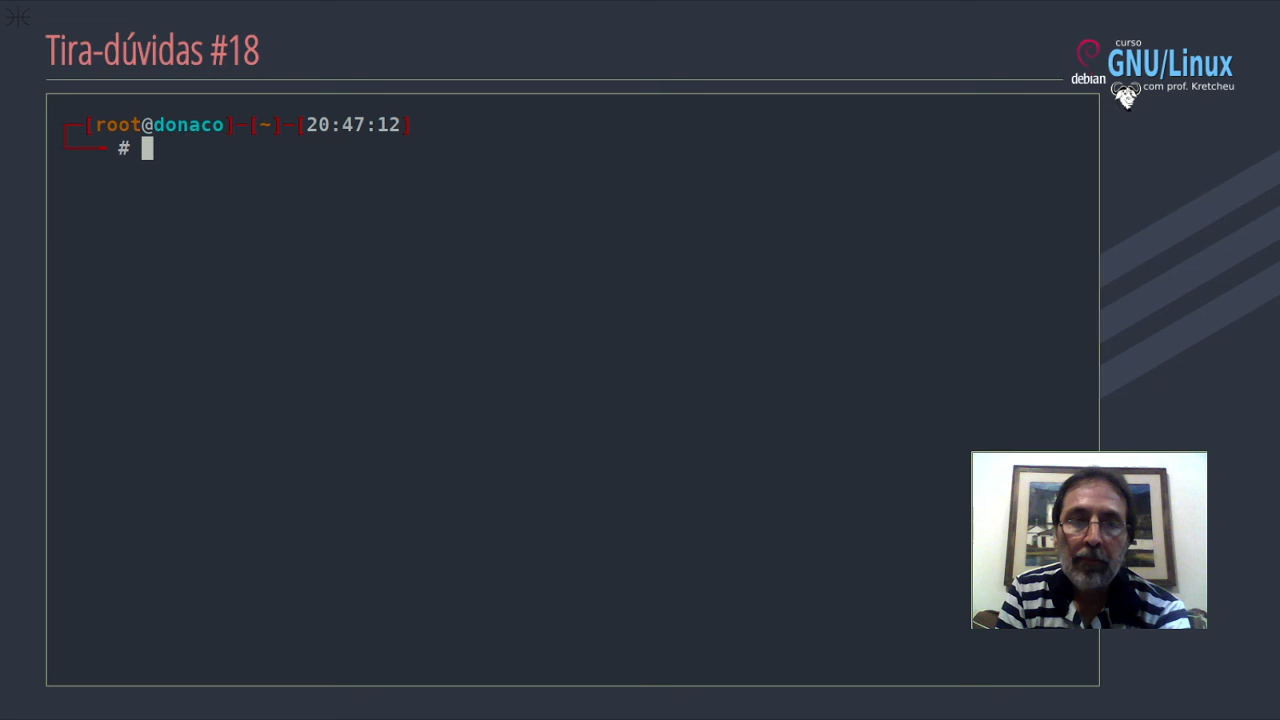 Tira-dúvidas #18
curso
GNU/Linux
debian
com prof. Kretcheu
[root@donaco]-[~]-[20:47:12]
#